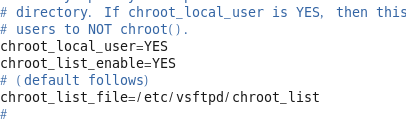 # directory. If chroot_local_user is YES, then this
# users to NOT chroot().
chroot_local_user=YES
chroot_list_enable=YES
# (default follows)
chroot_list_file=/etc/vsftpd/chroot_list
#